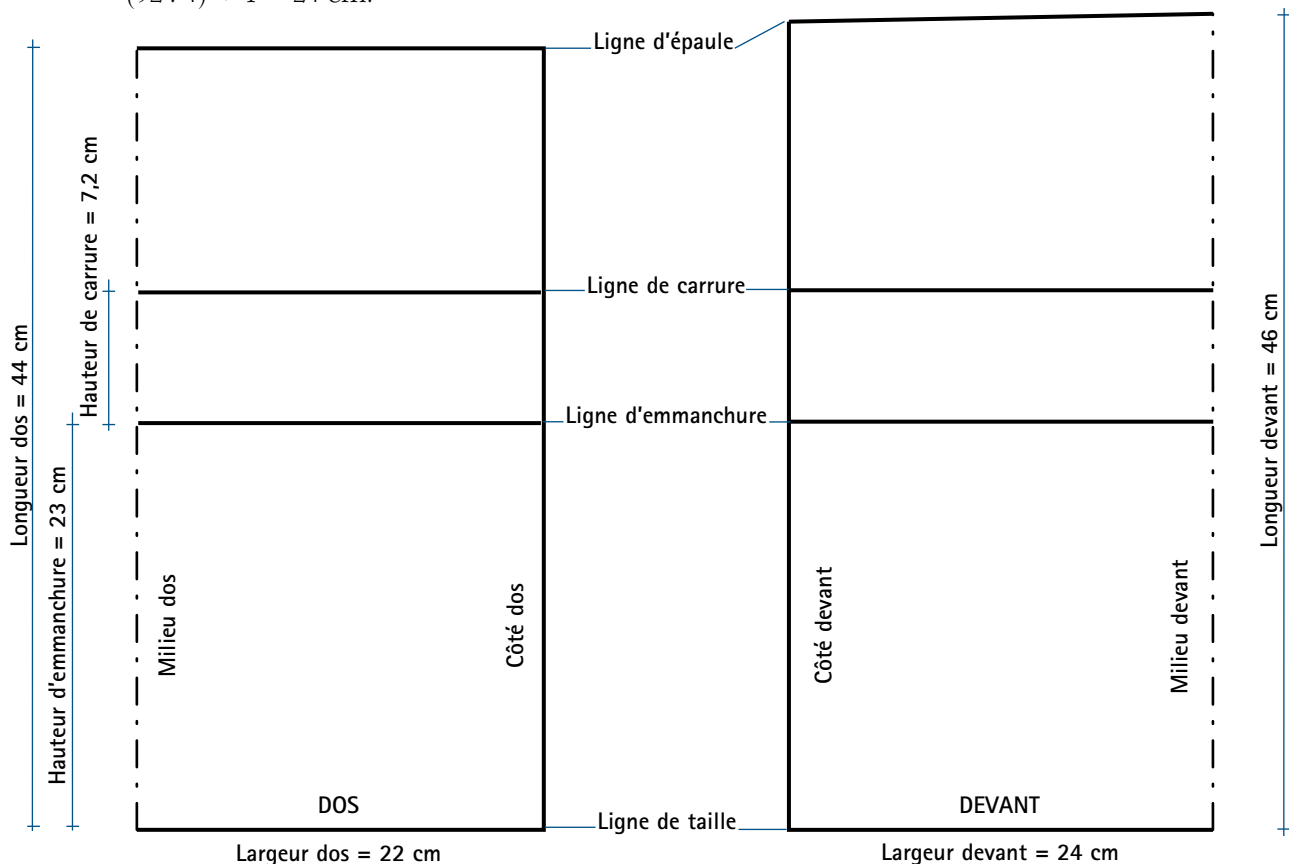 Ligne d'épaule
Longueur dos = 44 cm
Hauteur de carrure = 7,2 cm
Ligne de carrure
Longueur devant = 46 cm
Ligne d'emmanchure
Hauteur d'emmanchure = 23 cm
Milieu dos
Côté dos
Côté devant
Milieu devant
DOS
DEVANT
Ligne de taille
Largeur dos = 22 cm
Largeur devant = 24 cm